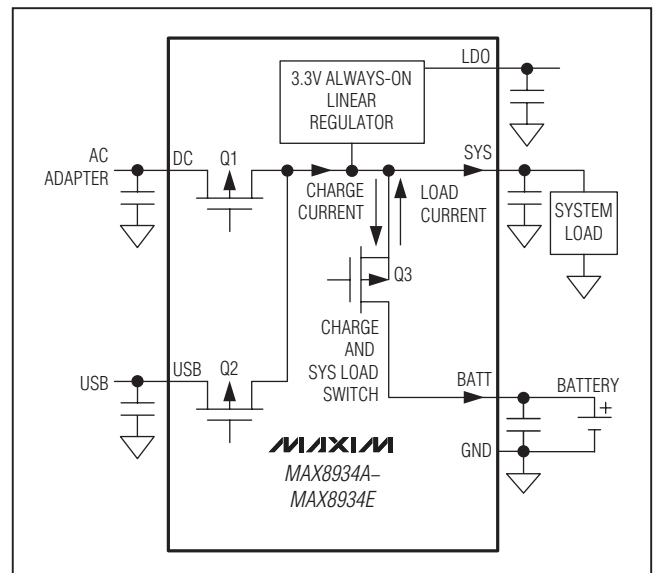 LDO
3.3V ALWAYS-ON
LINEAR
REGULATOR
AC
ADAPTER
DC
Q1
SYS
CHARGE
CURRENT
LOAD
CURRENT
SYSTEM
LOAD
Q3
CHARGE
AND
SYS LOAD
SWITCH
USB
USB
Q2
BATT
BATTERY
+
GND
MAXIM
MAX8934A–
MAX8934E